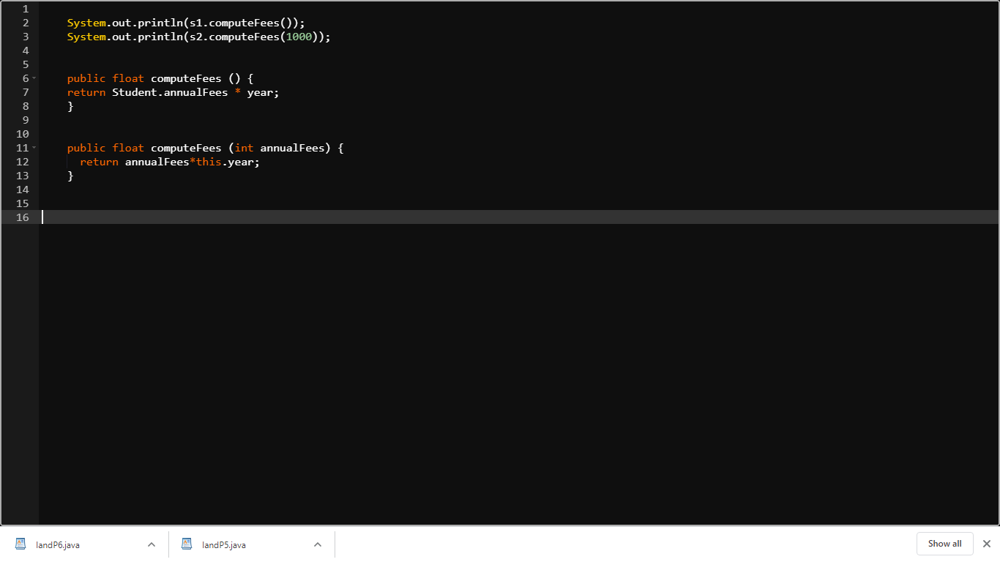 1
2 System.out.println(s1.computeFees());
3 System.out.println(s2.computeFees(1000));
4
5
6 public float computeFees () {
7 return Student.annualFees * year;
8 }
9
10
11 public float computeFees (int annualFees) {
12 return annualFees*this.year;
13 }
14
15
16
landP6.java landP5.java Show all